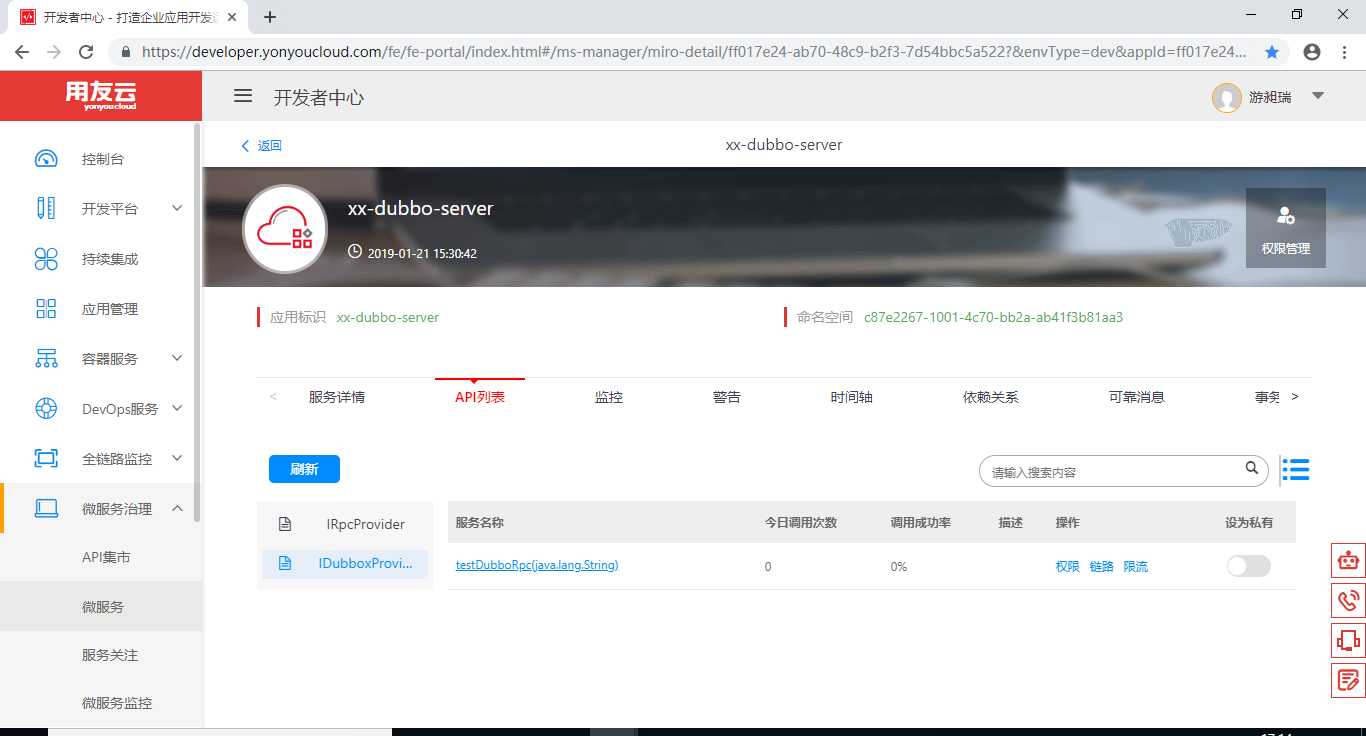 开发者中心 - 打造企业应用开发运
https://developer.yonyoucloud.com/fe/fe-portal/index.html#/ms-manager/miro-detail/ff017e24-ab70-48c9-b2f3-7d54bbc5a522?&envType=dev&appId=ff017e24...
用友云
yonyoucloud
开发者中心
游昶瑞
返回
xx-dubbo-server
控制台
开发平台
持续集成
应用管理
容器服务
DevOps服务
全链路监控
微服务治理
API集市
微服务
服务关注
微服务监控
xx-dubbo-server
2019-01-21 15:30:42
权限管理
应用标识 xx-dubbo-server
命名空间 c87e2267-1001-4c70-bb2a-ab41f3b81aa3
< 服务详情 API列表 监控 警告 时间轴 依赖关系 可靠消息 事务 >
刷新
请输入搜索内容
IRpcProvider
IDubboxProvi...
服务名称 今日调用次数 调用成功率 描述 操作 设为私有
testDubboRpc(java.lang.String) 0 0% 权限 链路 限流